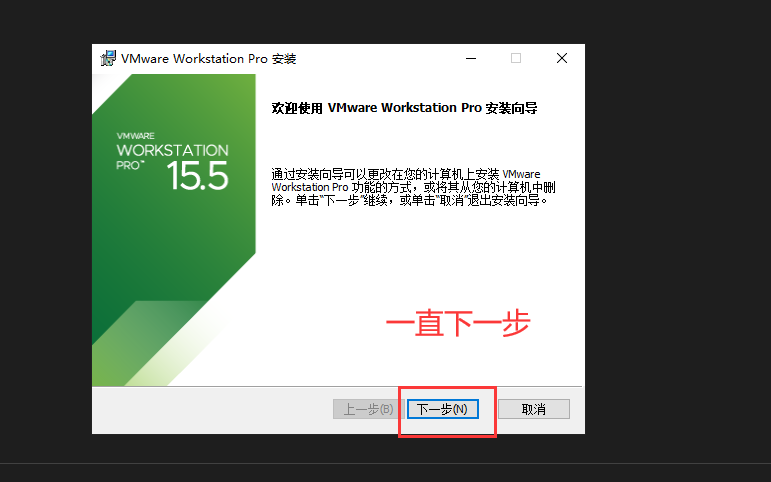 VMware Workstation Pro 安装
VMWARE
WORKSTATION
PRO™
15.5
欢迎使用 VMware Workstation Pro 安装向导
通过安装向导可以更改在您的计算机上安装 VMware
Workstation Pro 功能的方式，或将其从您的计算机中删
除。单击“下一步”继续，或单击“取消”退出安装向导。
一直下一步
上一步(B)
下一步(N)
取消